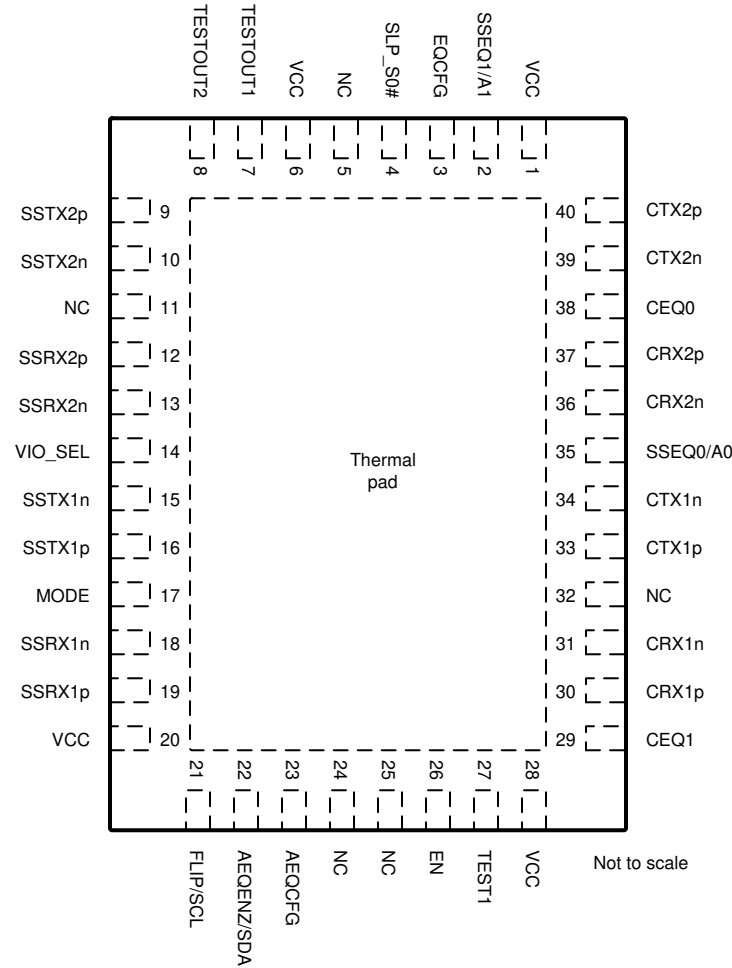 TESTOUT2
TESTOUT1
VCC
NC
SLP_S0#
EQCFG
SSEQ1/A1
VCC
8
7
6
5
4
3
2
1
SSTX2p 9
40 CTX2p
SSTX2n 10
39 CTX2n
NC 11
38 CEQ0
SSRX2p 12
37 CRX2p
SSRX2n 13
36 CRX2n
VIO_SEL 14
35 SSEQ0/A0
Thermal
pad
SSTX1n 15
34 CTX1n
SSTX1p 16
33 CTX1p
MODE 17
32 NC
SSRX1n 18
31 CRX1n
SSRX1p 19
30 CRX1p
VCC 20
29 CEQ1
21
22
23
24
25
26
27
28
FLIP/SCL
AEQENZ/SDA
AEQCFG
NC
NC
EN
TEST1
VCC
Not to scale